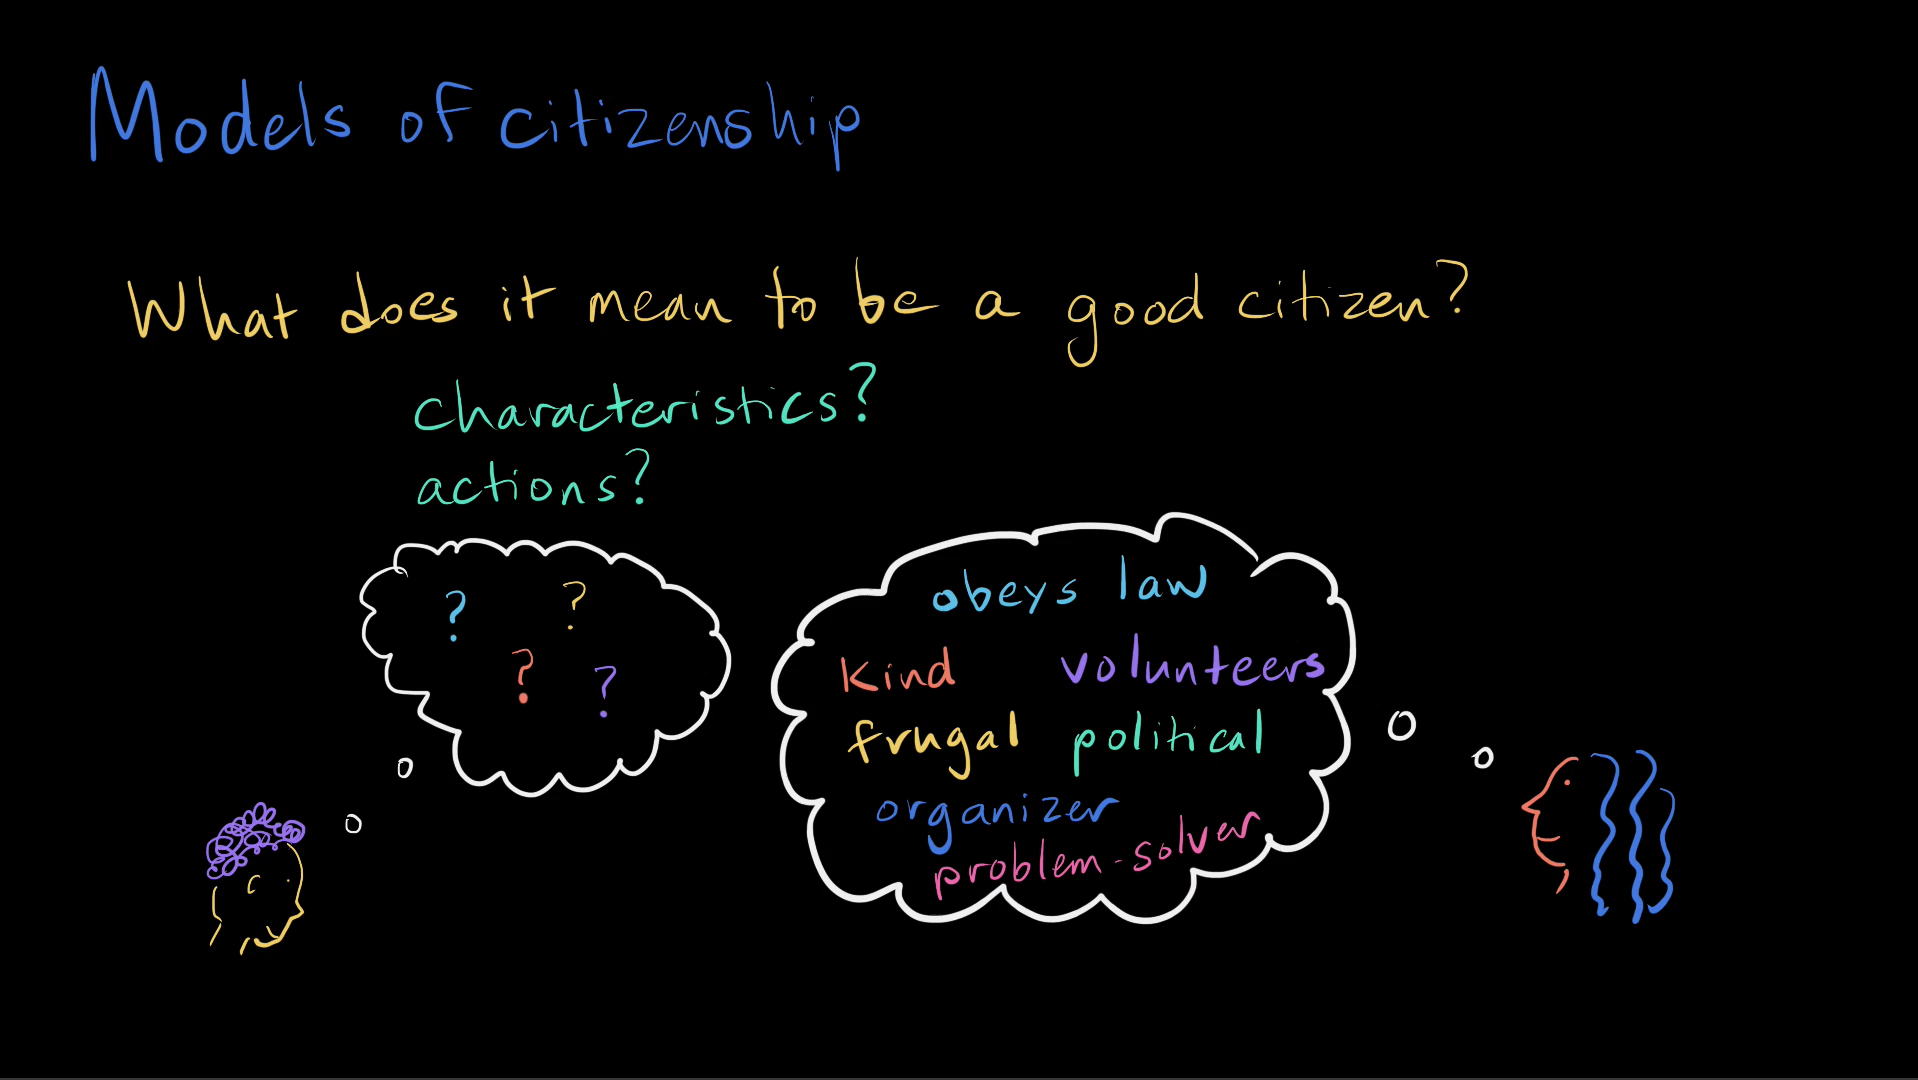 Models of citizenship
What does it mean to be a good citizen?
characteristics?
actions?
? ?
? ?
obeys law
Kind volunteers
frugal political
organizer
problem-solver